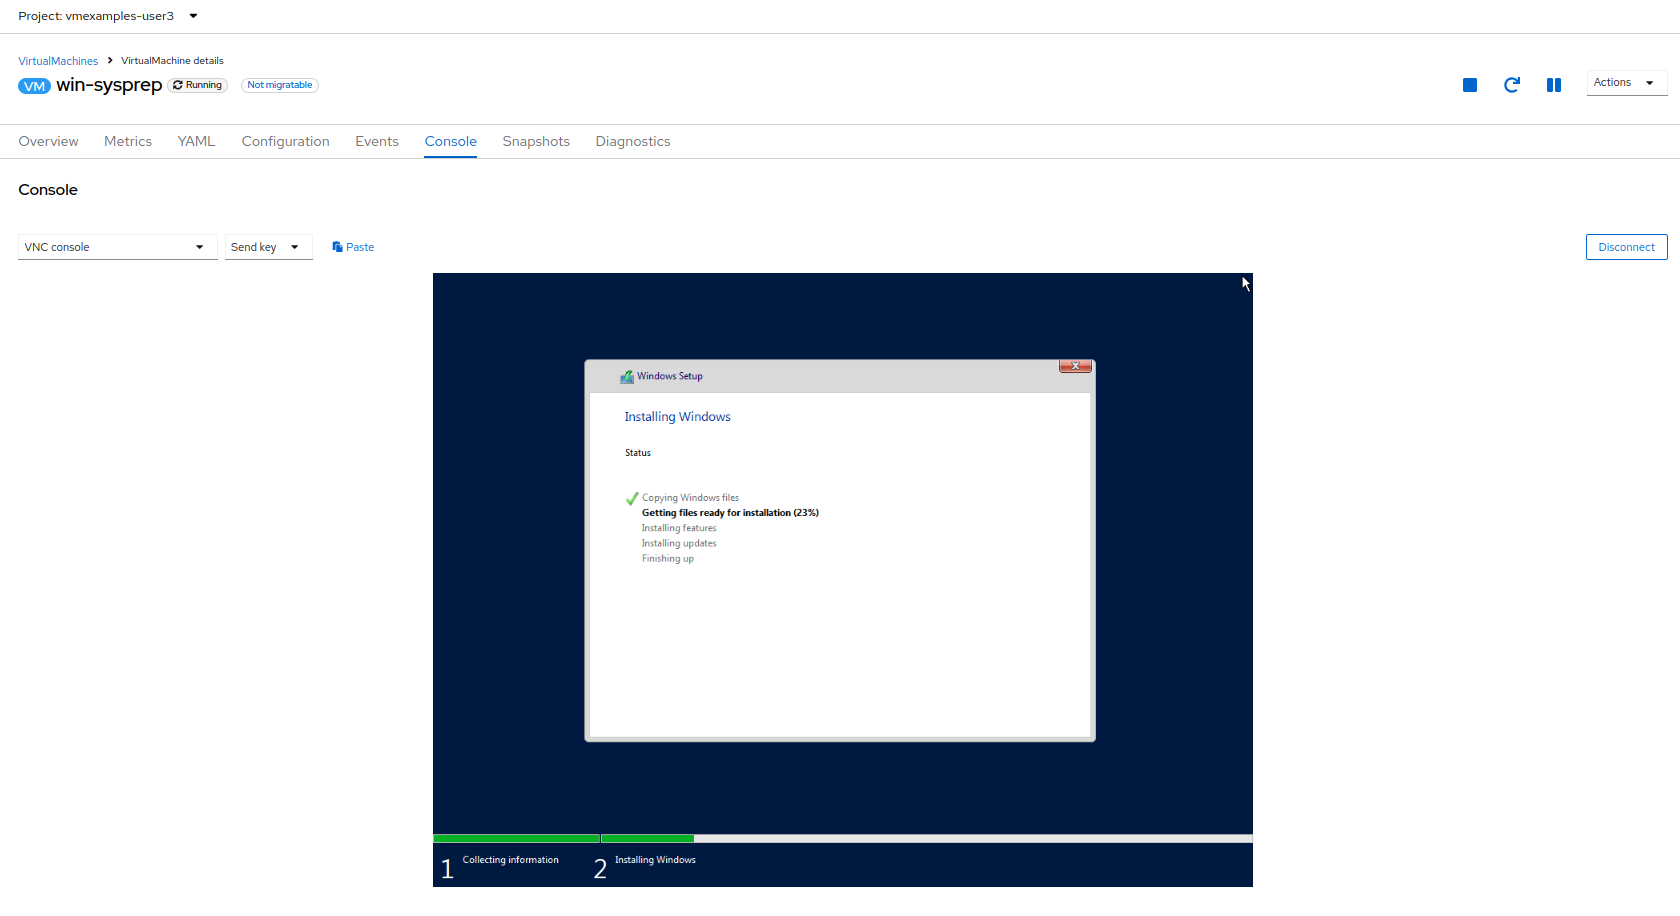 Project: vmexamples-user3
VirtualMachines > VirtualMachine details
VM win-sysprep Running Not migratable
Actions
Overview Metrics YAML Configuration Events Console Snapshots Diagnostics
Console
VNC console Send key Paste Disconnect
Windows Setup
Installing Windows
Status
Copying Windows files
Getting files ready for installation (23%)
Installing features
Installing updates
Finishing up
1 Collecting information 2 Installing Windows